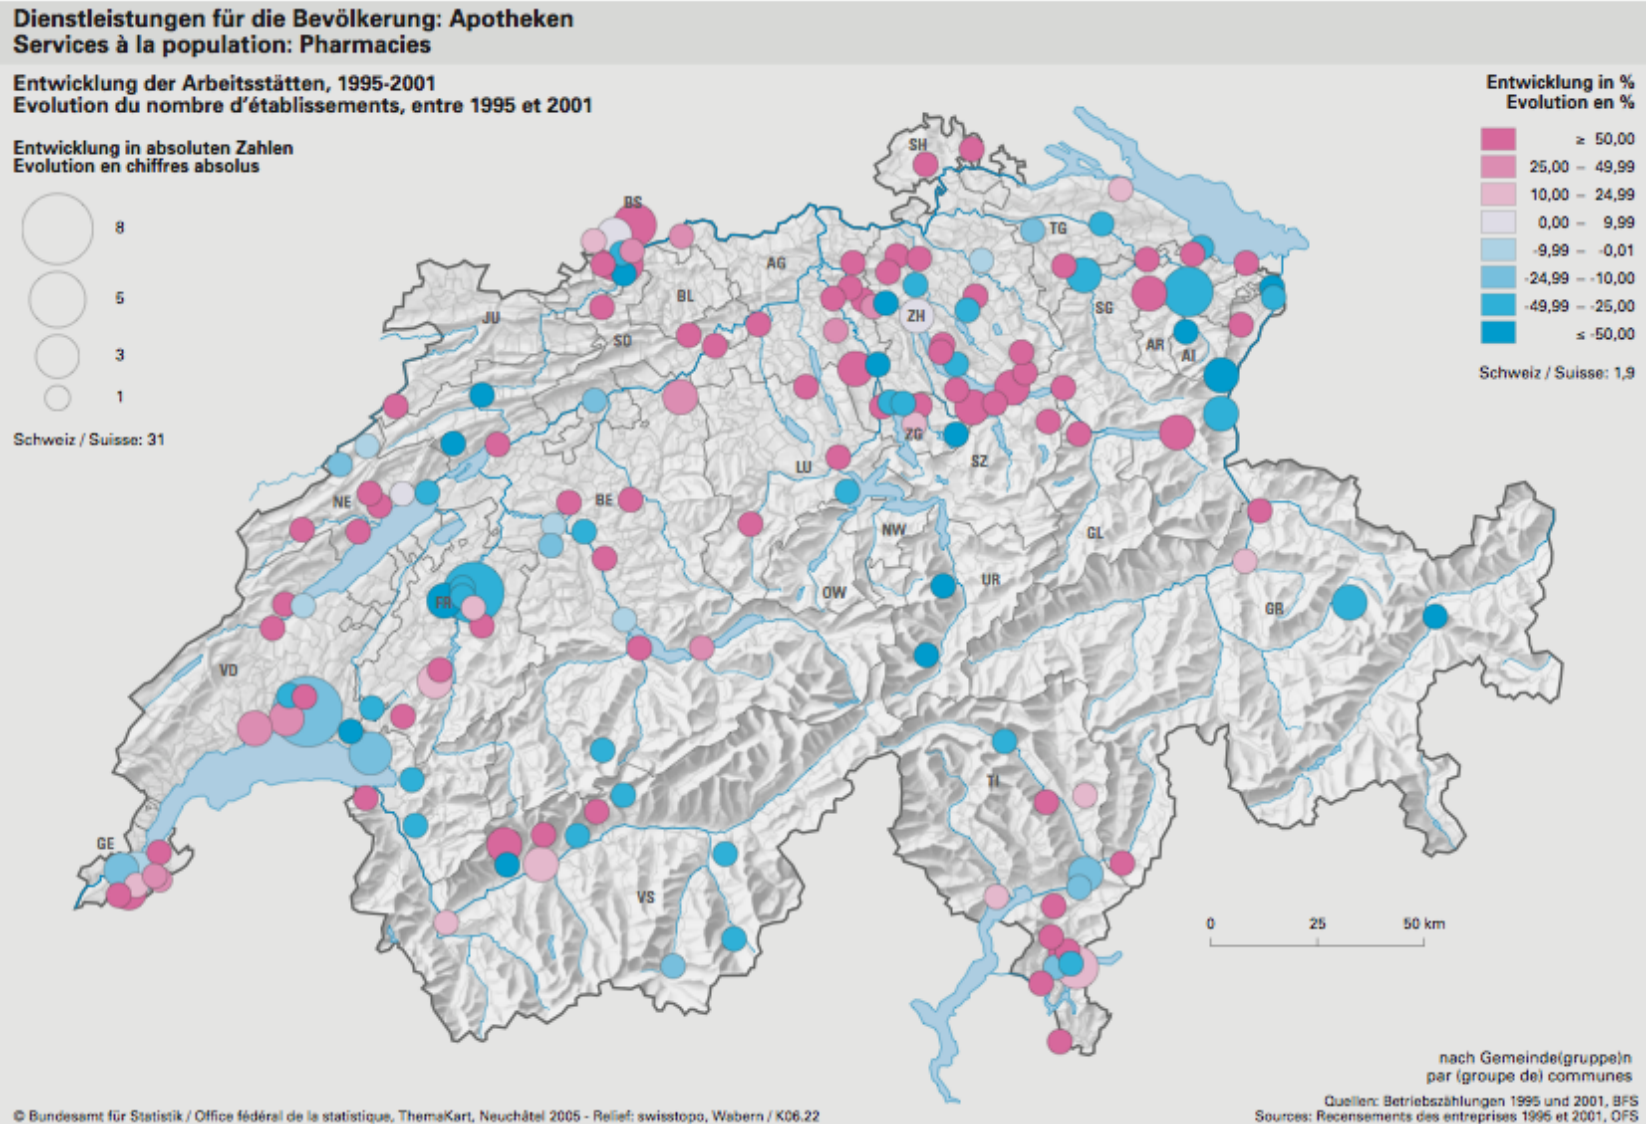 Dienstleistungen für die Bevölkerung: Apotheken
Services à la population: Pharmacies
Entwicklung der Arbeitsstätten, 1995-2001
Evolution du nombre d'établissements, entre 1995 et 2001
Entwicklung in absoluten Zahlen
Evolution en chiffres absolus
8
5
3
1
Schweiz / Suisse: 31
Entwicklung in %
Evolution en %
≥ 50,00
25,00 – 49,99
10,00 – 24,99
0,00 – 9,99
-9,99 – -0,01
-24,99 – -10,00
-49,99 – -25,00
≤ -50,00
Schweiz / Suisse: 1,9
SH
BS
TG
AG
BL
JU
SG
ZH
SO
AR
AI
ZG
LU
SZ
NE
BE
NW
GL
UR
OW
FR
GR
VD
TI
GE
VS
0 25 50 km
nach Gemeinde(gruppe)n
par (groupe de) communes
Quellen: Betriebszählungen 1995 und 2001, BFS
Sources: Recensements des entreprises 1995 et 2001, OFS
© Bundesamt für Statistik / Office fédéral de la statistique, ThemaKart, Neuchâtel 2005 - Relief: swisstopo, Wabern / K06.22